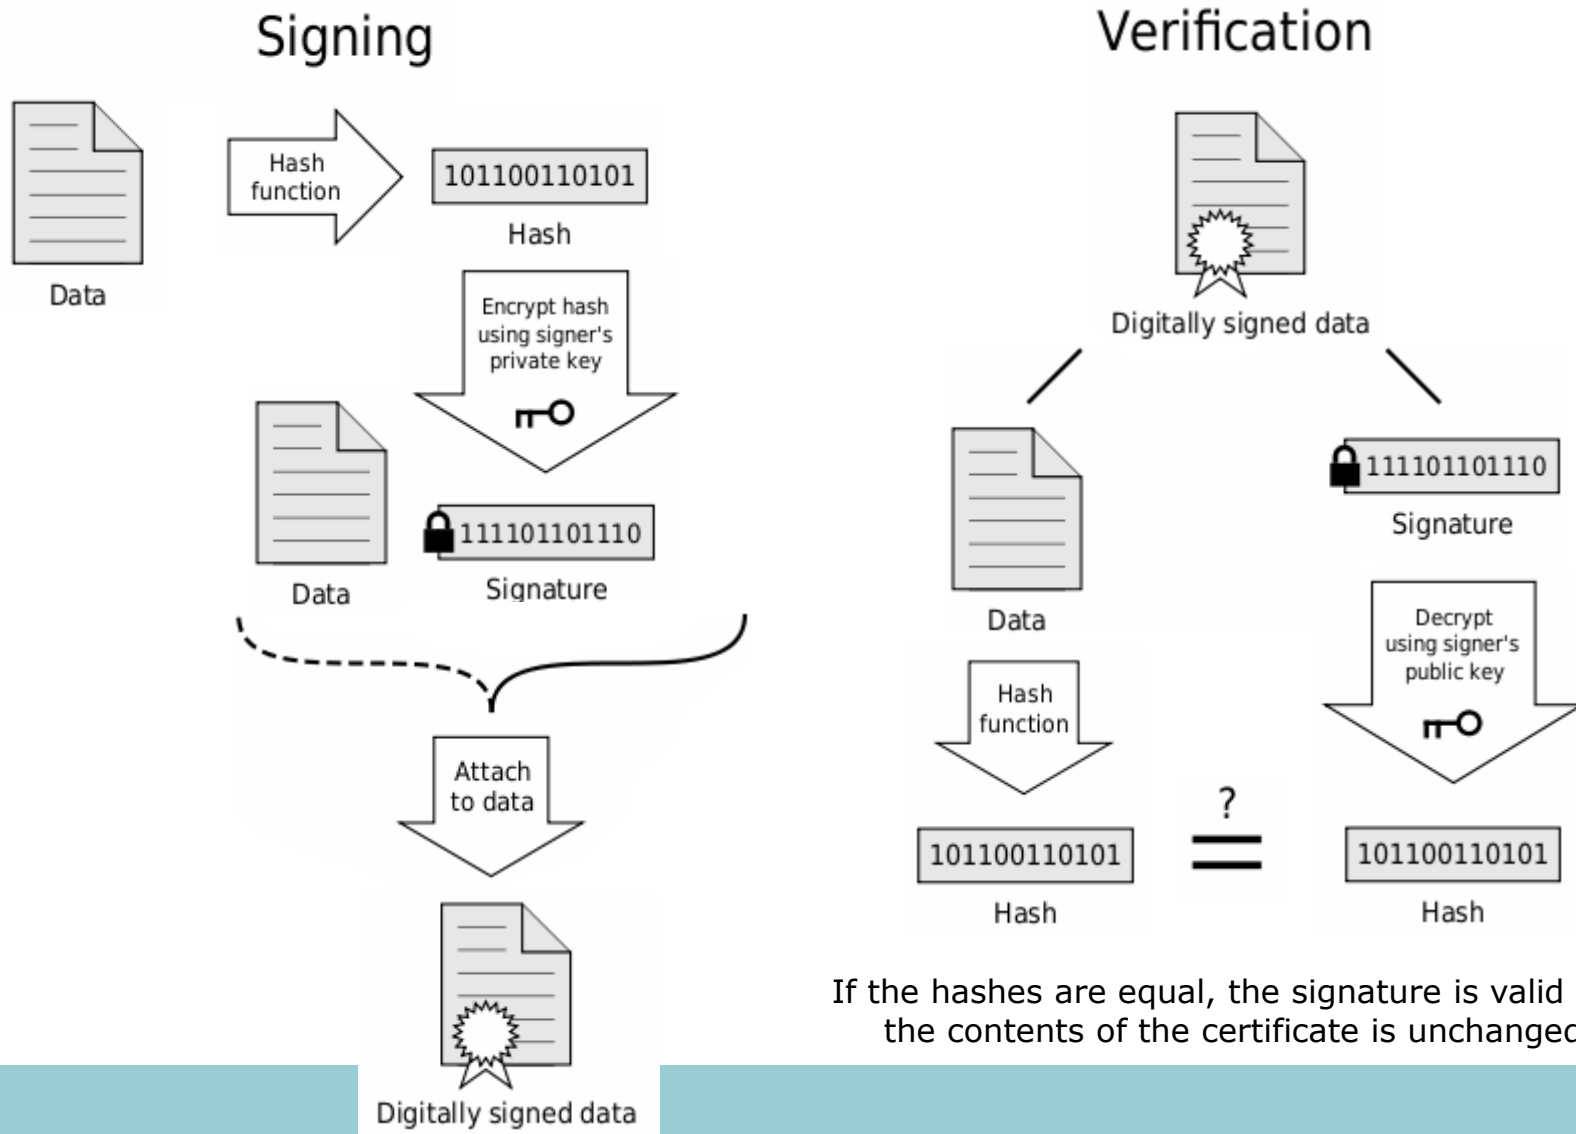 Signing
Data
Hash
function
101100110101
Hash
Encrypt hash
using signer's
private key
Data
111101101110
Signature
Attach
to data
Digitally signed data
Verification
Digitally signed data
Data
111101101110
Signature
Hash
function
Decrypt
using signer's
public key
101100110101
Hash
?
=
101100110101
Hash
If the hashes are equal, the signature is valid
the contents of the certificate is unchanged